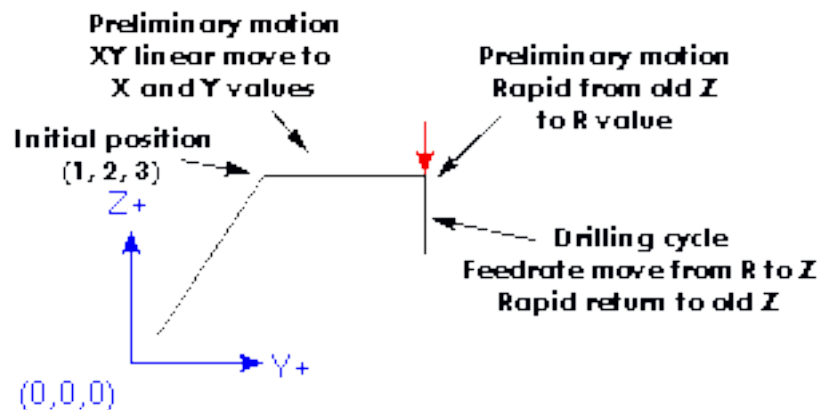 Preliminary motion
XY linear move to
X and Y values
Preliminary motion
Rapid from old Z
to R value
Initial position
(1, 2, 3)
Z+
Drilling cycle
Feedrate move from R to Z
Rapid return to old Z
Y+
(0,0,0)